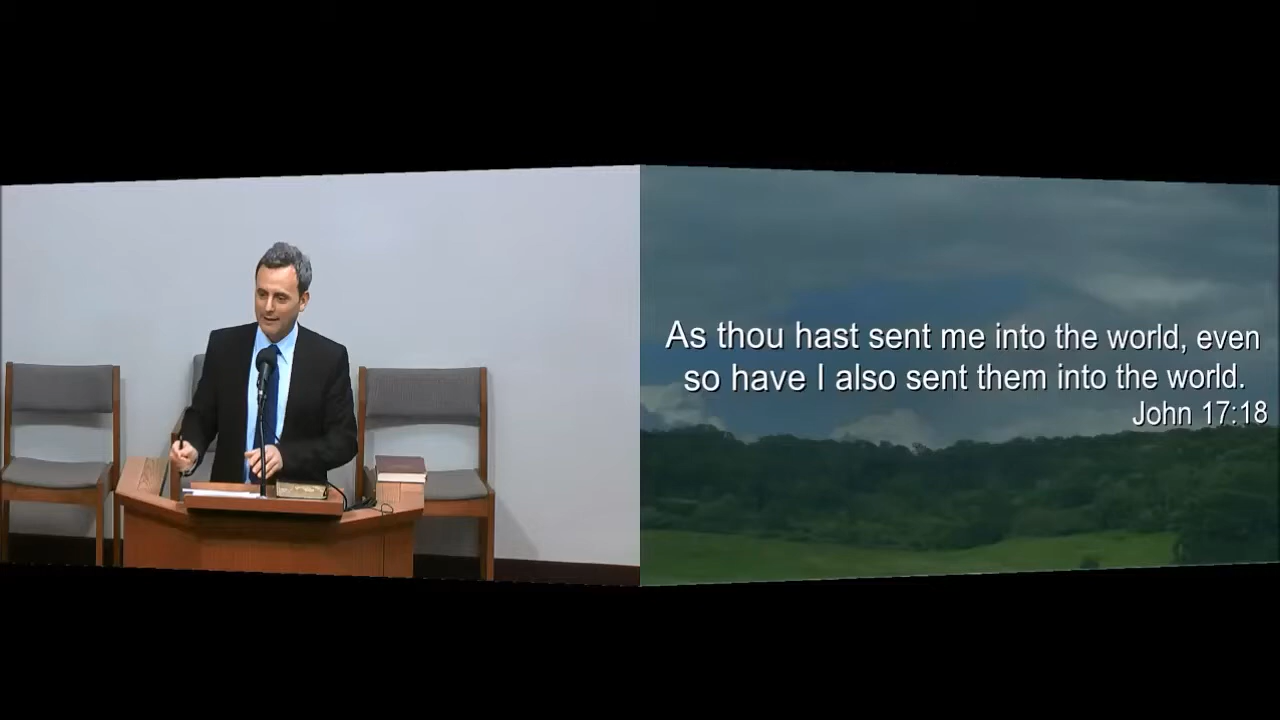 As thou hast sent me into the world, even
so have I also sent them into the world.
John 17:18